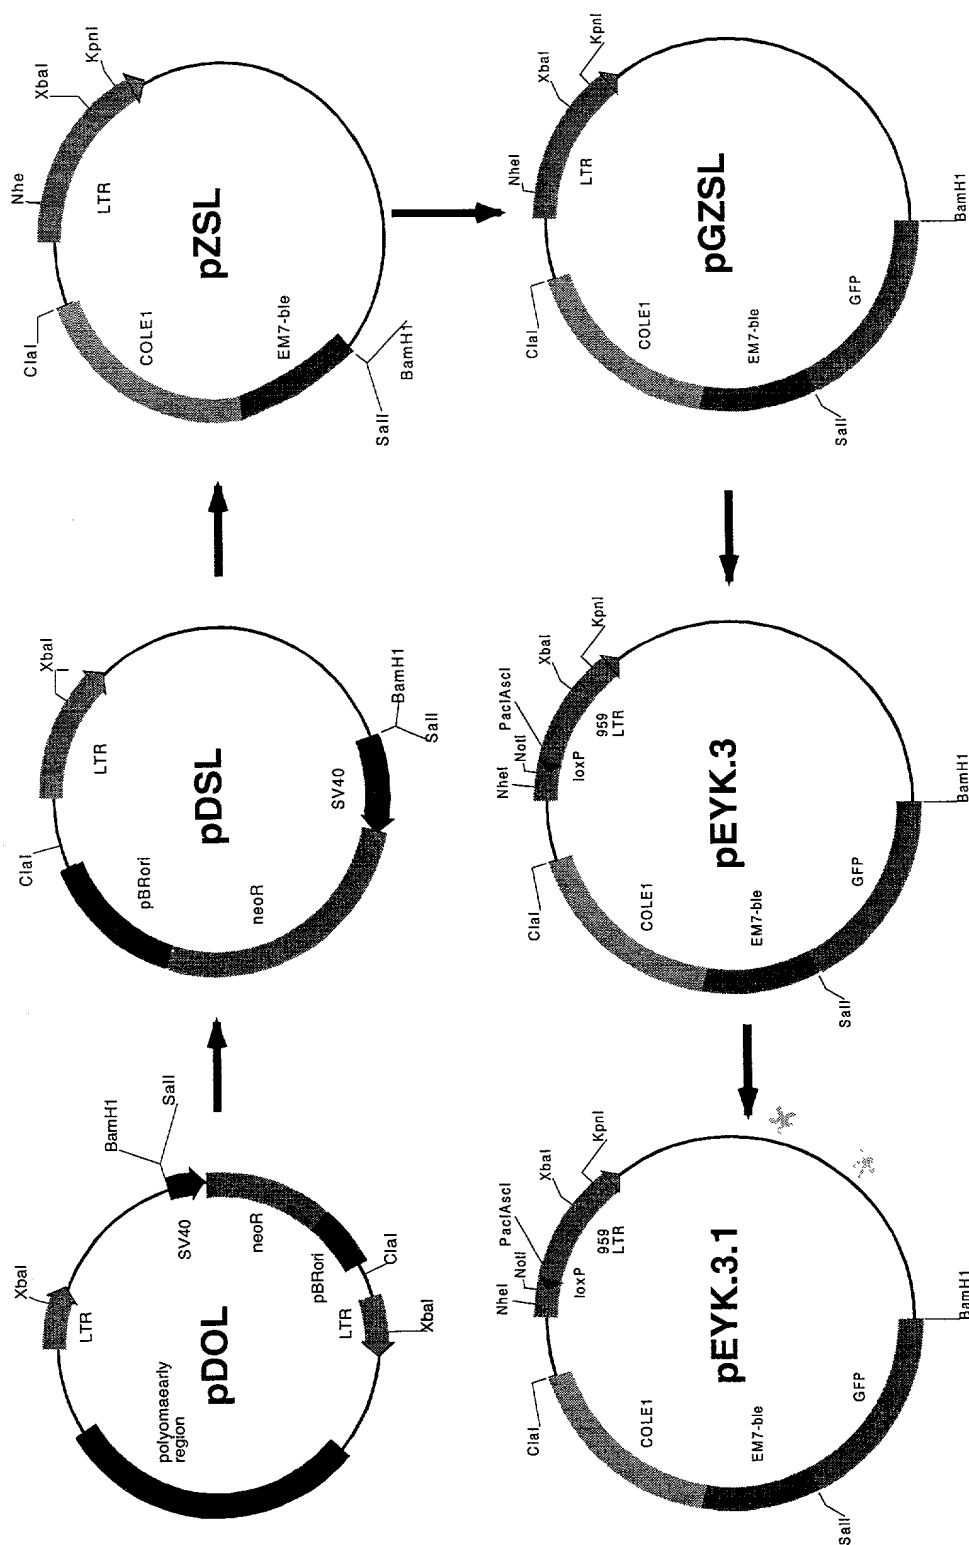 XbaI
LTR
polyomaearly
region
pDOL
BamH1
SalI
SV40
neoR
pBRori
ClaI
LTR
XbaI
ClaI
XbaI
LTR
pBRori
pDSL
neoR
SV40
BamH1
SalI
ClaI
Nhe
XbaI
KpnI
LTR
COLE1
pZSL
EM7-ble
SalI
BamH1
ClaI
NheI
XbaI
KpnI
LTR
COLE1
pGZSL
EM7-ble
GFP
SalI
BamH1
ClaI
NheI
NotI
PacIAscI
XbaI
KpnI
loxP
959
LTR
COLE1
pEYK.3
EM7-ble
GFP
SalI
BamH1
ClaI
NheI
NotI
PacIAscI
XbaI
KpnI
loxP
959
LTR
COLE1
pEYK.3.1
EM7-ble
GFP
SalI
BamH1